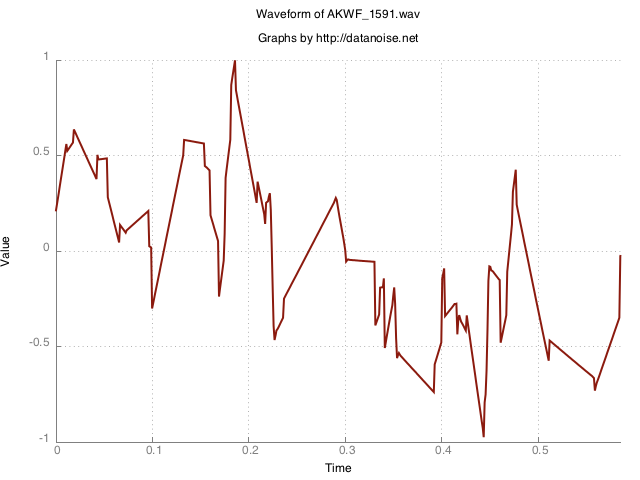 Waveform of AKWF_1591.wav
Graphs by http://datanoise.net
1
0.5
0
-0.5
-1
Value
0 0.1 0.2 0.3 0.4 0.5
Time